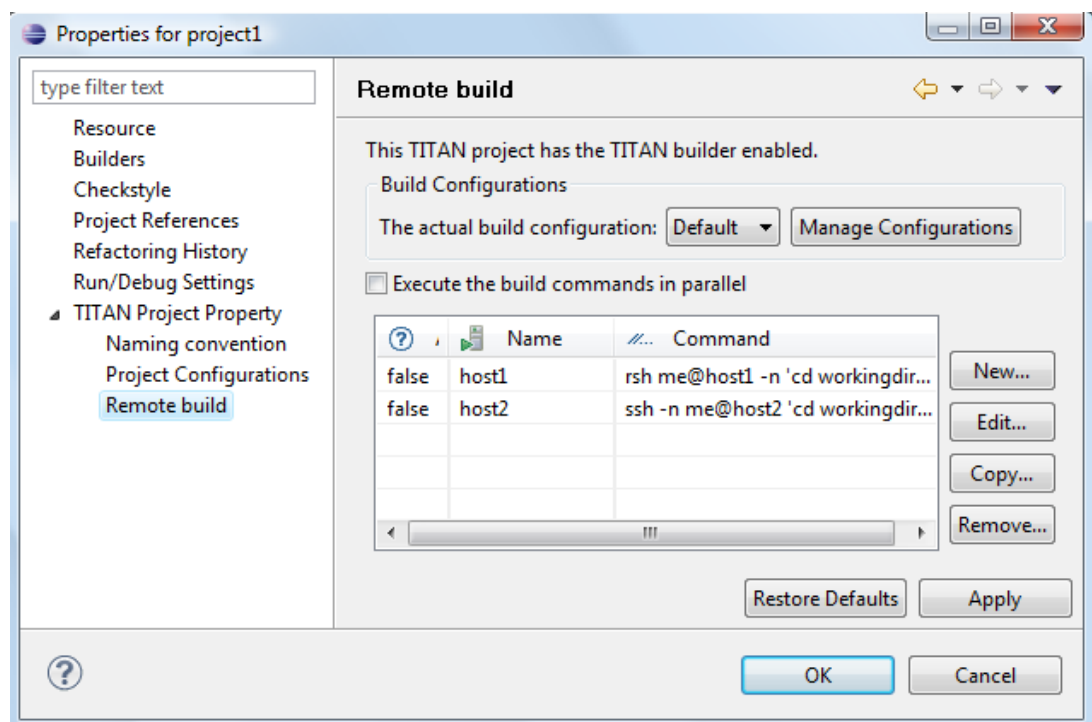 Properties for project1
type filter text
Resource
Builders
Checkstyle
Project References
Refactoring History
Run/Debug Settings
TITAN Project Property
Naming convention
Project Configurations
Remote build
Remote build
This TITAN project has the TITAN builder enabled.
Build Configurations
The actual build configuration: Default Manage Configurations
Execute the build commands in parallel
Name Command
false host1 rsh me@host1 -n 'cd workingdir...
false host2 ssh -n me@host2 'cd workingdir...
New...
Edit...
Copy...
Remove...
Restore Defaults Apply
OK Cancel